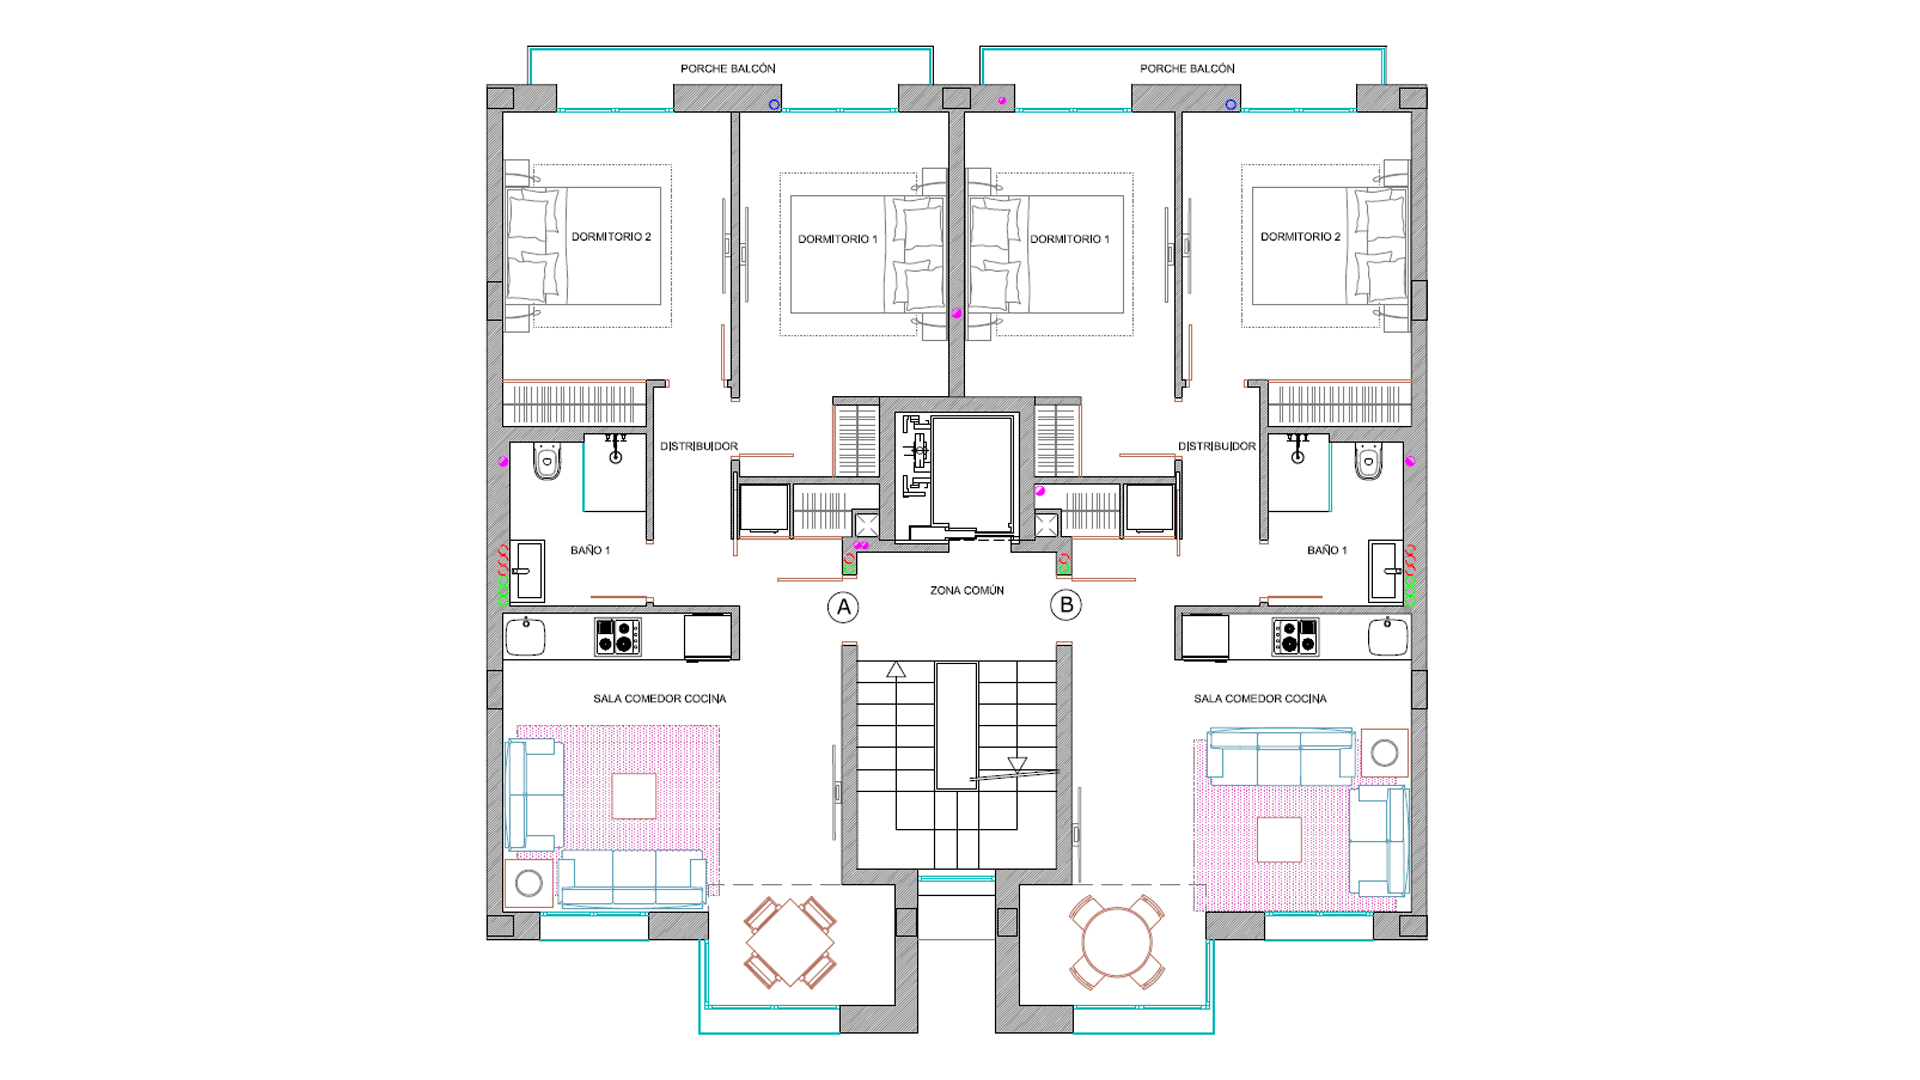 PORCHE BALCÓN
PORCHE BALCÓN
DORMITORIO 2
DORMITORIO 1
DORMITORIO 1
DORMITORIO 2
DISTRIBUIDOR
DISTRIBUIDOR
BAÑO 1
BAÑO 1
ZONA COMÚN
A
B
SALA COMEDOR COCINA
SALA COMEDOR COCINA